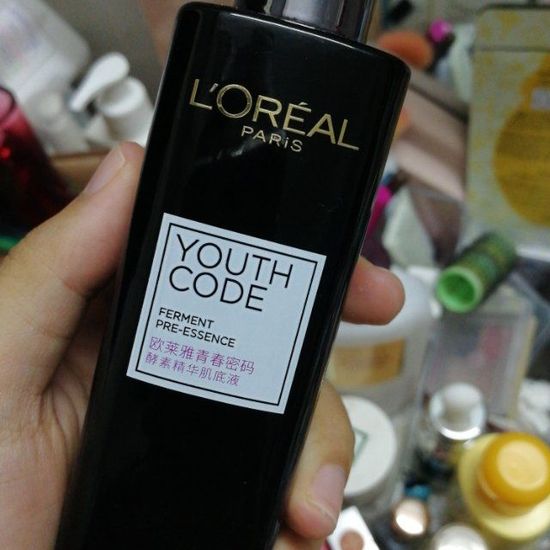 L'ORÉAL
PARiS
YOUTH
CODE
FERMENT
PRE-ESSENCE
欧莱雅青春密码
酵素精华肌底液